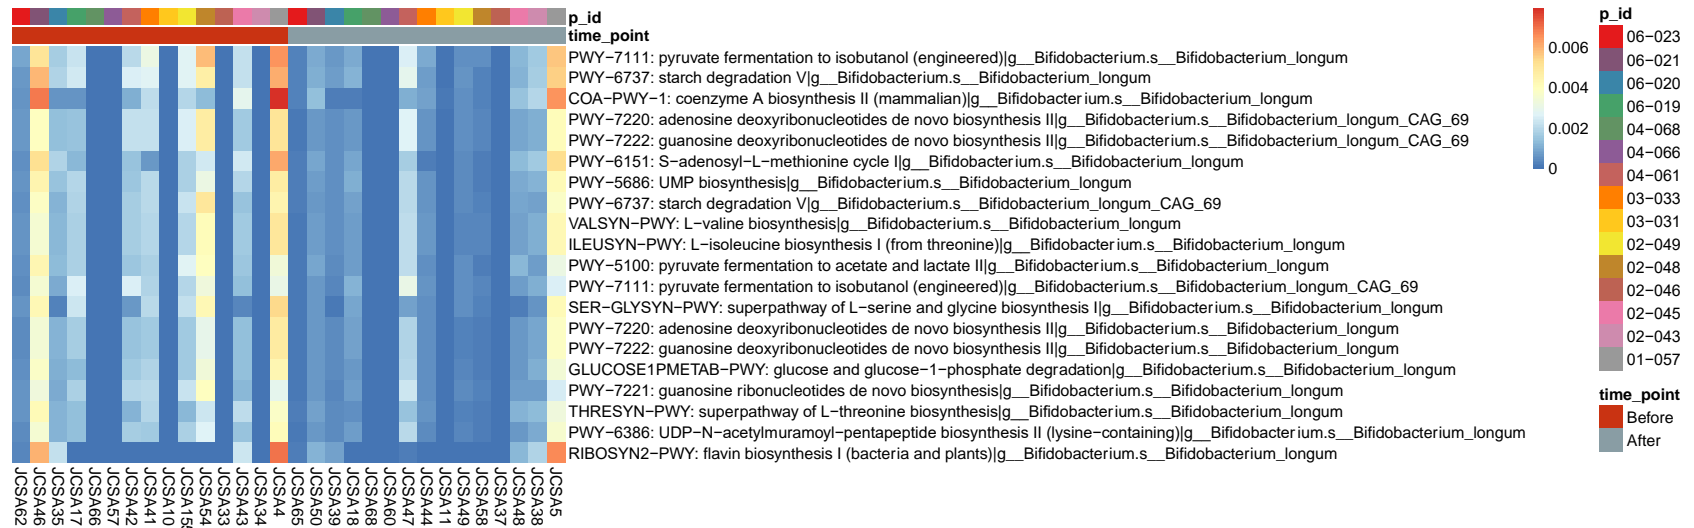 p_id
time_point
PWY−7111: pyruvate fermentation to isobutanol (engineered)|g__Bifidobacterium.s__Bifidobacterium_longum
PWY−6737: starch degradation V|g__Bifidobacterium.s__Bifidobacterium_longum
COA−PWY−1: coenzyme A biosynthesis II (mammalian)|g__Bifidobacterium.s__Bifidobacterium_longum
PWY−7220: adenosine deoxyribonucleotides de novo biosynthesis II|g__Bifidobacterium.s__Bifidobacterium_longum_CAG_69
PWY−7222: guanosine deoxyribonucleotides de novo biosynthesis II|g__Bifidobacterium.s__Bifidobacterium_longum_CAG_69
PWY−6151: S−adenosyl−L−methionine cycle I|g__Bifidobacterium.s__Bifidobacterium_longum
PWY−5686: UMP biosynthesis|g__Bifidobacterium.s__Bifidobacterium_longum
PWY−6737: starch degradation V|g__Bifidobacterium.s__Bifidobacterium_longum_CAG_69
VALSYN−PWY: L−valine biosynthesis|g__Bifidobacterium.s__Bifidobacterium_longum
ILEUSYN−PWY: L−isoleucine biosynthesis I (from threonine)|g__Bifidobacterium.s__Bifidobacterium_longum
PWY−5100: pyruvate fermentation to acetate and lactate II|g__Bifidobacterium.s__Bifidobacterium_longum
PWY−7111: pyruvate fermentation to isobutanol (engineered)|g__Bifidobacterium.s__Bifidobacterium_longum_CAG_69
SER−GLYSYN−PWY: superpathway of L−serine and glycine biosynthesis I|g__Bifidobacterium.s__Bifidobacterium_longum
PWY−7220: adenosine deoxyribonucleotides de novo biosynthesis II|g__Bifidobacterium.s__Bifidobacterium_longum
PWY−7222: guanosine deoxyribonucleotides de novo biosynthesis II|g__Bifidobacterium.s__Bifidobacterium_longum
GLUCOSE1PMETAB−PWY: glucose and glucose−1−phosphate degradation|g__Bifidobacterium.s__Bifidobacterium_longum
PWY−7221: guanosine ribonucleotides de novo biosynthesis|g__Bifidobacterium.s__Bifidobacterium_longum
THRESYN−PWY: superpathway of L−threonine biosynthesis|g__Bifidobacterium.s__Bifidobacterium_longum
PWY−6386: UDP−N−acetylmuramoyl−pentapeptide biosynthesis II (lysine−containing)|g__Bifidobacterium.s__Bifidobacterium_longum
RIBOSYN2−PWY: flavin biosynthesis I (bacteria and plants)|g__Bifidobacterium.s__Bifidobacterium_longum
JCSA62
JCSA46
JCSA35
JCSA17
JCSA66
JCSA57
JCSA42
JCSA41
JCSA10
JCSA15
JCSA54
JCSA33
JCSA43
JCSA34
JCSA4
JCSA65
JCSA50
JCSA39
JCSA18
JCSA68
JCSA60
JCSA47
JCSA44
JCSA11
JCSA49
JCSA58
JCSA37
JCSA48
JCSA38
JCSA5
0.006
0.004
0.002
0
p_id
06−023
06−021
06−020
06−019
04−068
04−066
04−061
03−033
03−031
02−049
02−048
02−046
02−045
02−043
01−057
time_point
Before
After